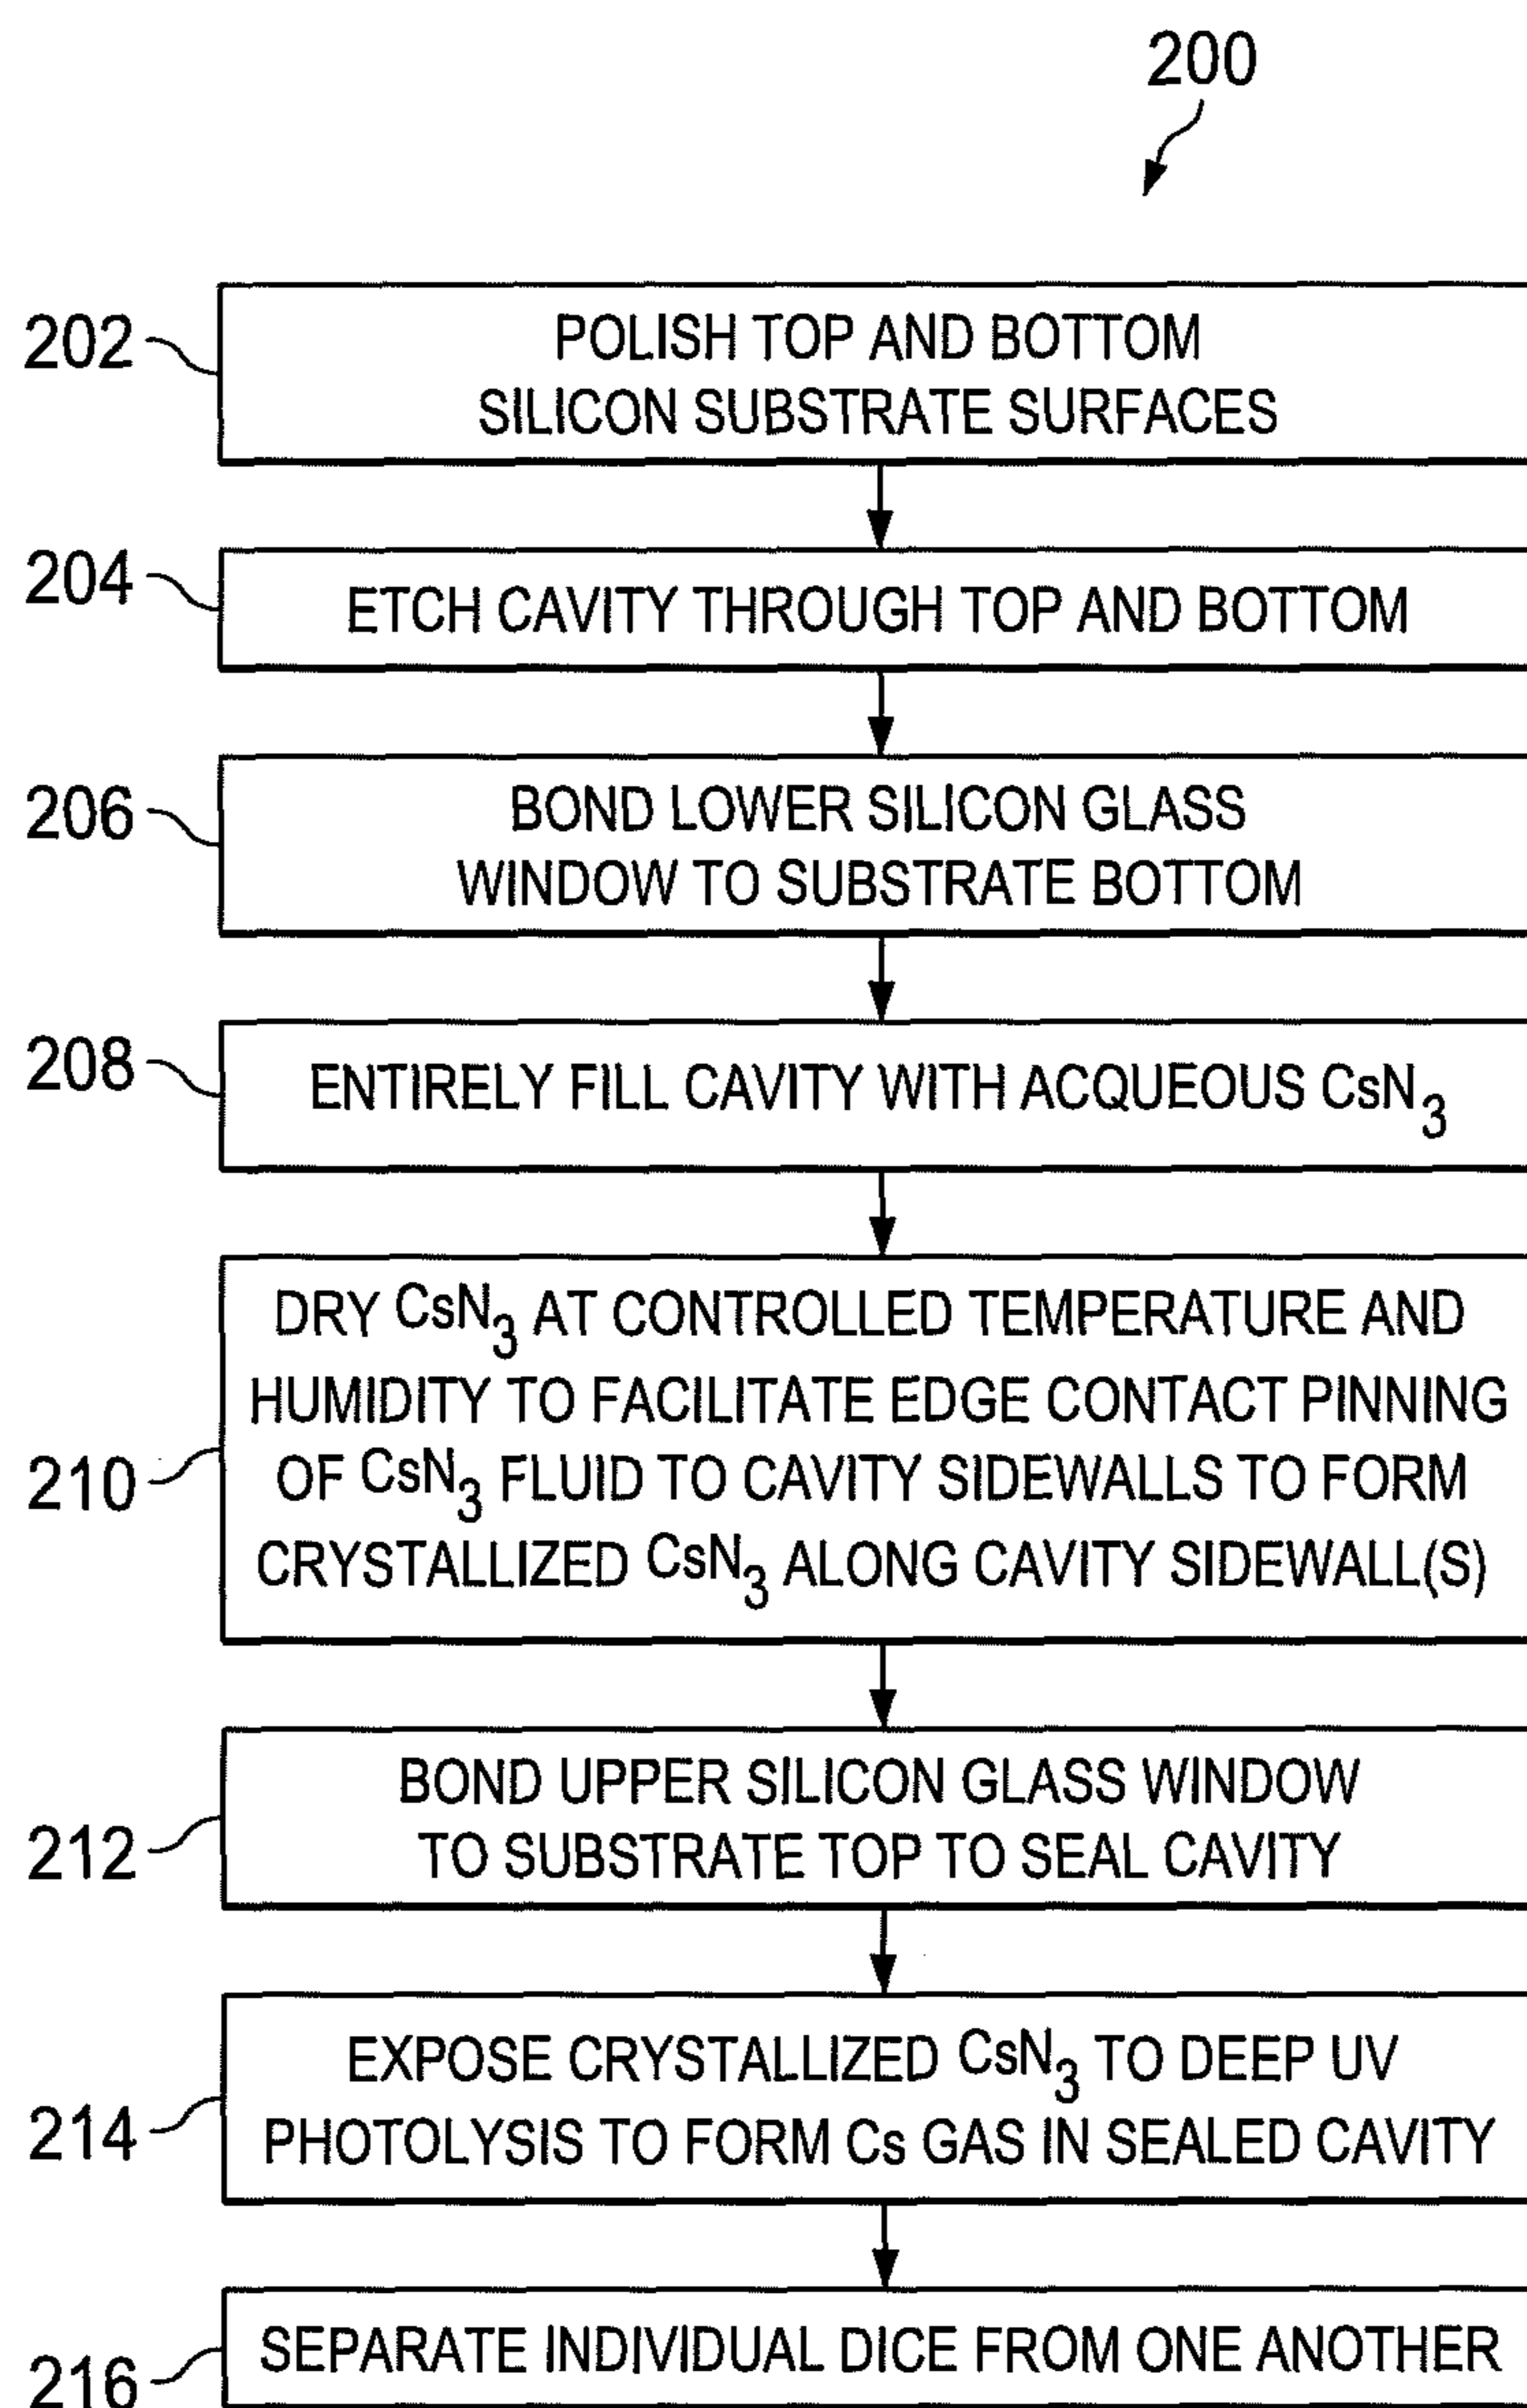 200
202
POLISH TOP AND BOTTOM
SILICON SUBSTRATE SURFACES
204
ETCH CAVITY THROUGH TOP AND BOTTOM
206
BOND LOWER SILICON GLASS
WINDOW TO SUBSTRATE BOTTOM
208
ENTIRELY FILL CAVITY WITH ACQUEOUS CsN3
210
DRY CsN3 AT CONTROLLED TEMPERATURE AND
HUMIDITY TO FACILITATE EDGE CONTACT PINNING
OF CsN3 FLUID TO CAVITY SIDEWALLS TO FORM
CRYSTALLIZED CsN3 ALONG CAVITY SIDEWALL(S)
212
BOND UPPER SILICON GLASS WINDOW
TO SUBSTRATE TOP TO SEAL CAVITY
214
EXPOSE CRYSTALLIZED CsN3 TO DEEP UV
PHOTOLYSIS TO FORM Cs GAS IN SEALED CAVITY
216
SEPARATE INDIVIDUAL DICE FROM ONE ANOTHER